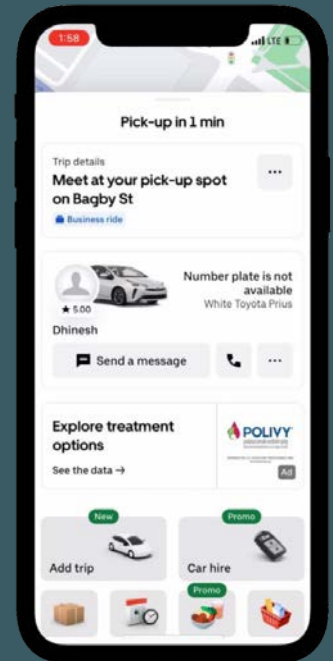 1:58
LTE
Pick-up in 1 min
Trip details
Meet at your pick-up spot
on Bagby St
Business ride
...
Number plate is not
available
White Toyota Prius
★ 5.00
Dhinesh
Send a message
...
Explore treatment
options
See the data →
POLIVY
Ad
New
Add trip
Promo
Car hire
Promo